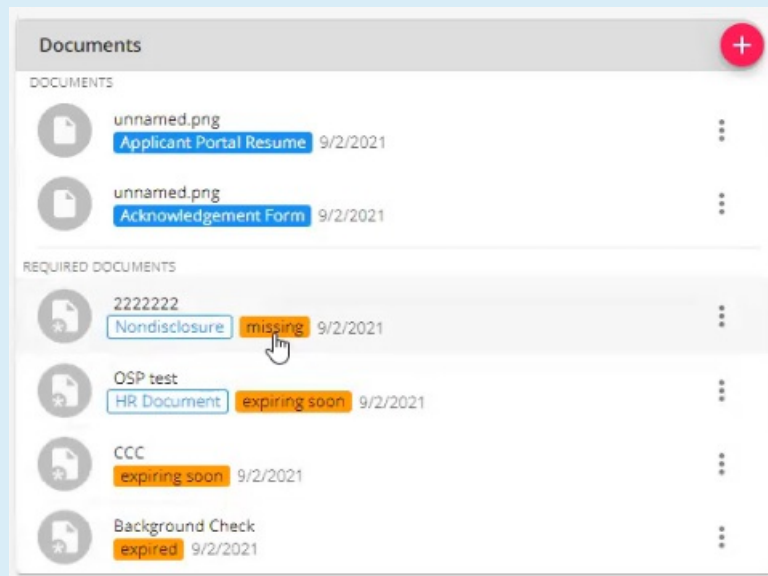 Documents
DOCUMENTS
unnamed.png
Applicant Portal Resume 9/2/2021
unnamed.png
Acknowledgement Form 9/2/2021
REQUIRED DOCUMENTS
2222222
Nondisclosure missing 9/2/2021
OSP test
HR Document expiring soon 9/2/2021
CCC
expiring soon 9/2/2021
Background Check
expired 9/2/2021